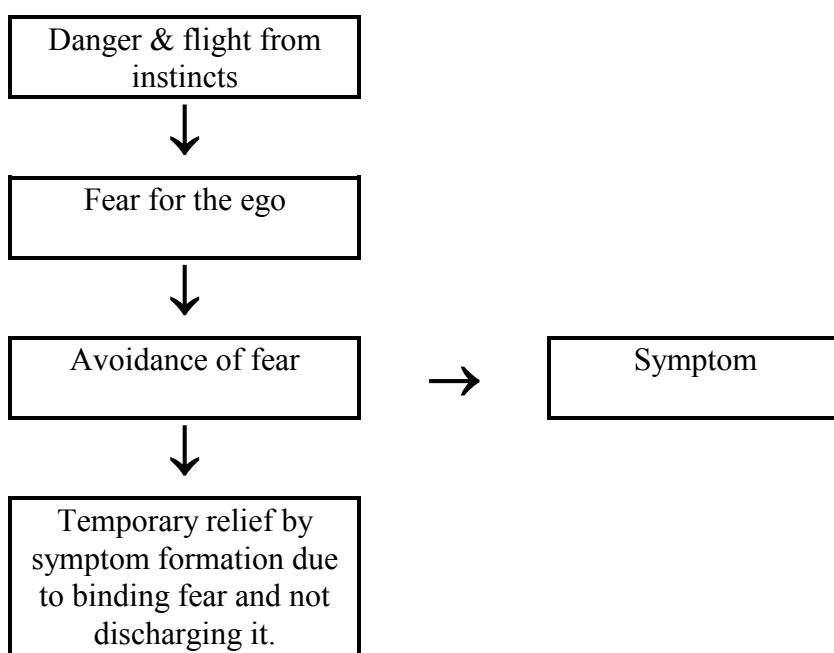 Danger & flight from
instincts
Fear for the ego
Avoidance of fear
Symptom
Temporary relief by
symptom formation due
to binding fear and not
discharging it.